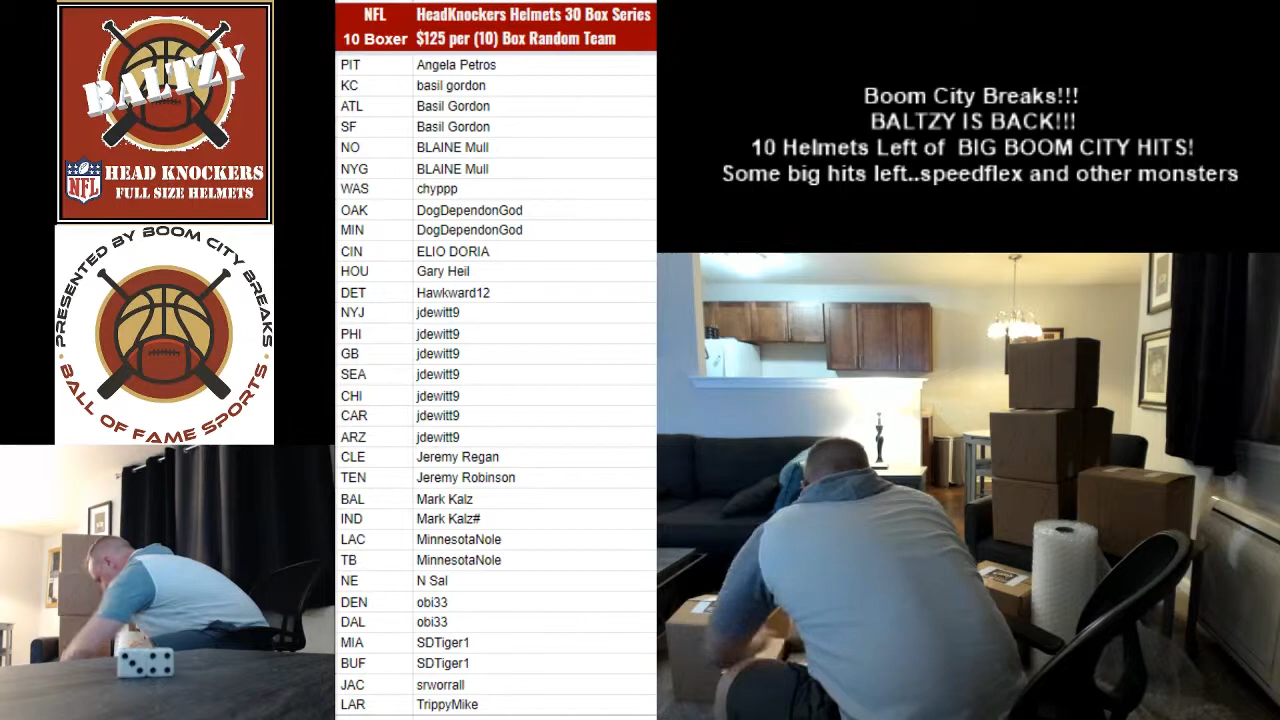 BALTZY
NFL
HEAD KNOCKERS
FULL SIZE HELMETS
PRESENTED BY BOOM CITY BREAKS
BALL OF FAME SPORTS
NFL HeadKnockers Helmets 30 Box Series
10 Boxer $125 per (10) Box Random Team
PIT Angela Petros
KC basil gordon
ATL Basil Gordon
SF Basil Gordon
NO BLAINE Mull
NYG BLAINE Mull
WAS chyppp
OAK DogDependonGod
MIN DogDependonGod
CIN ELIO DORIA
HOU Gary Heil
DET Hawkward12
NYJ jdewitt9
PHI jdewitt9
GB jdewitt9
SEA jdewitt9
CHI jdewitt9
CAR jdewitt9
ARZ jdewitt9
CLE Jeremy Regan
TEN Jeremy Robinson
BAL Mark Kalz
IND Mark Kalz#
LAC MinnesotaNole
TB MinnesotaNole
NE N Sal
DEN obi33
DAL obi33
MIA SDTiger1
BUF SDTiger1
JAC srworrall
LAR TrippyMike
Boom City Breaks!!!
BALTZY IS BACK!!!
10 Helmets Left of BIG BOOM CITY HITS!
Some big hits left..speedflex and other monsters